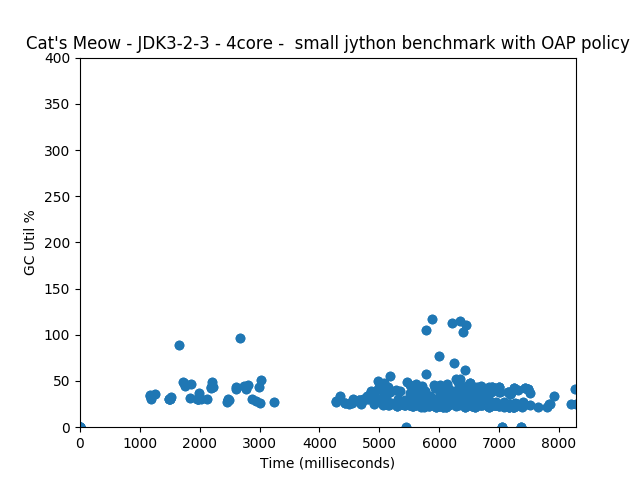 Cat's Meow - JDK3-2-3 - 4core -  small jython benchmark with OAP policy
400
350
300
250
200
150
100
50
0
GC Util %
0 1000 2000 3000 4000 5000 6000 7000 8000
Time (milliseconds)